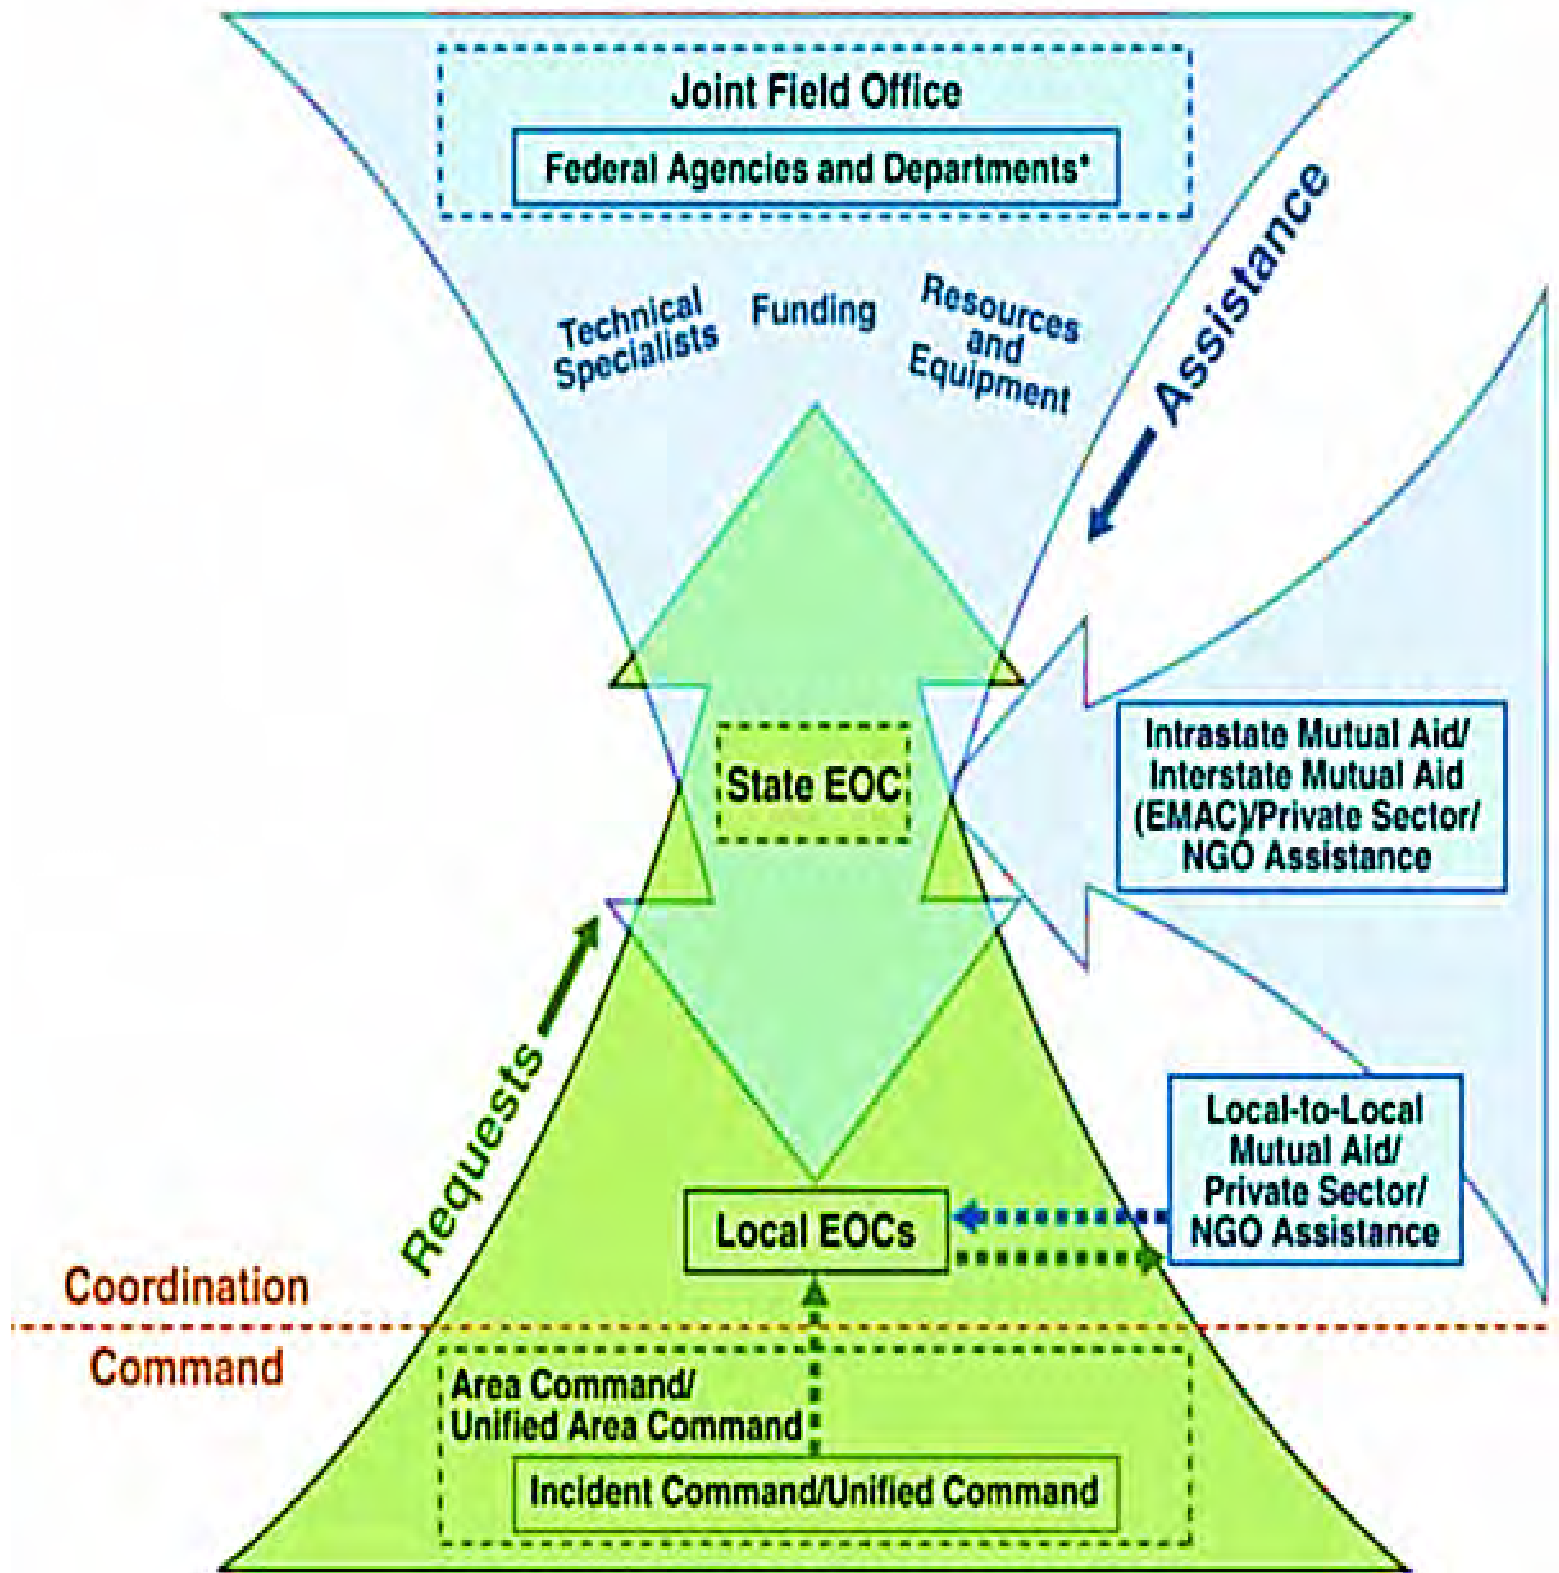 Joint Field Office
Federal Agencies and Departments*
Technical
Specialists
Funding
Resources
and
Equipment
Assistance
State EOC
Intrastate Mutual Aid/
Interstate Mutual Aid
(EMAC)/Private Sector/
NGO Assistance
Requests
Local-to-Local
Mutual Aid/
Private Sector/
NGO Assistance
Local EOCs
Coordination
Command
Area Command/
Unified Area Command
Incident Command/Unified Command